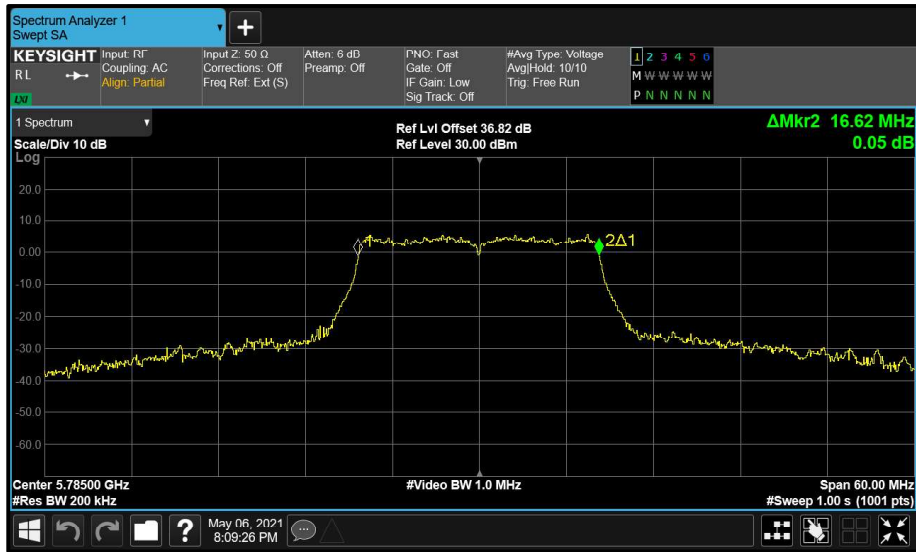 Spectrum Analyzer 1
Swept SA
+
KEYSIGHT
RL
LXI
Input: RF
Coupling: AC
Align: Partial
Input Z: 50 Ω
Corrections: Off
Freq Ref: Ext (S)
Atten: 6 dB
Preamp: Off
PNO: Fast
Gate: Off
IF Gain: Low
Sig Track: Off
#Avg Type: Voltage
Avg|Hold: 10/10
Trig: Free Run
1 2 3 4 5 6
M W W W W W
P N N N N N
1 Spectrum
Scale/Div 10 dB
Ref Lvl Offset 36.82 dB
Ref Level 30.00 dBm
ΔMkr2 16.62 MHz
0.05 dB
Log
20.0
10.0
0.00
-10.0
-20.0
-30.0
-40.0
-50.0
-60.0
2Δ1
Center 5.78500 GHz
#Res BW 200 kHz
#Video BW 1.0 MHz
Span 60.00 MHz
#Sweep 1.00 s (1001 pts)
?
May 06, 2021
8:09:26 PM